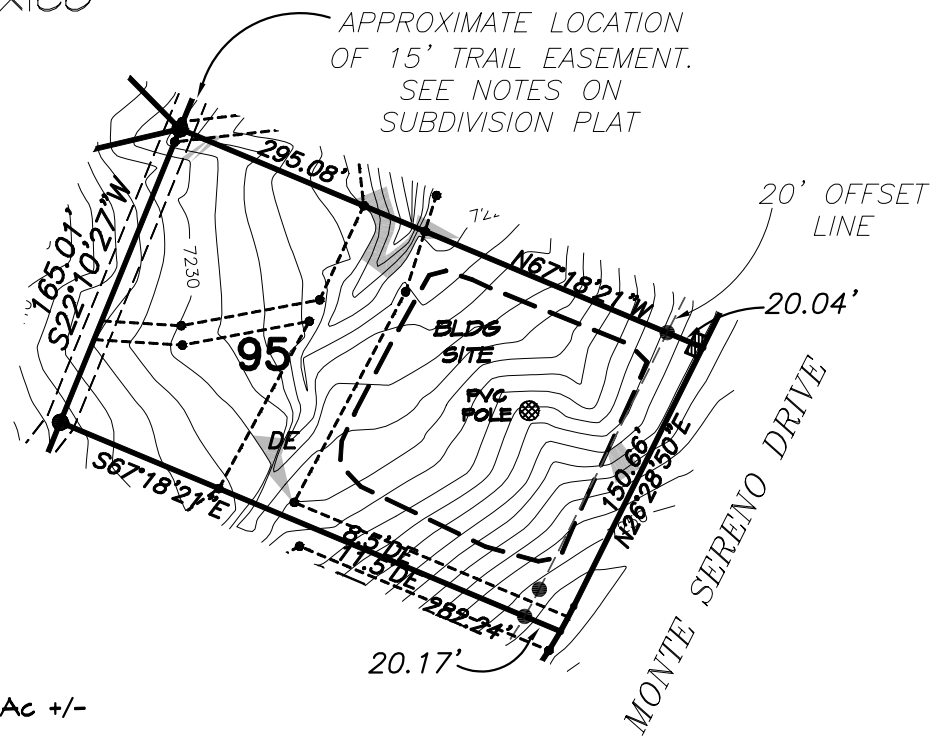 XICO
APPROXIMATE LOCATION
OF 15' TRAIL EASEMENT.
SEE NOTES ON
SUBDIVISION PLAT
295.08'
20' OFFSET
LINE
N67°18'21"W
20.04'
165.01'
S22°10'27"W
7230
95
BLDG
SITE
PVC
POLE
DE
S67°18'21"E
150.66'
N26°28'50"E
8.5'DE
11.5'DE
289.24'
20.17'
MONTE SERENO DRIVE
Ac +/-